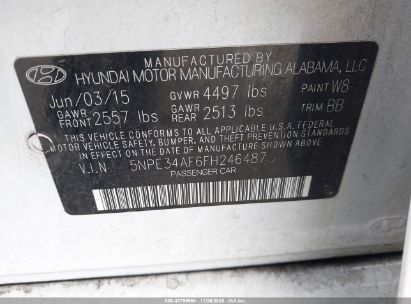 MANUFACTURED BY
HYUNDAI MOTOR MANUFACTURING ALABAMA, LLC
Jun/03/15 GVWR 4497 lbs PAINT W8
GAWR FRONT 2557 lbs GAWR REAR 2513 lbs TRIM BB
THIS VEHICLE CONFORMS TO ALL APPLICABLE U.S.A. FEDERAL
MOTOR VEHICLE SAFETY, BUMPER, AND THEFT PREVENTION
STANDARDS IN EFFECT ON THE DATE OF MANUFACTURE SHOWN ABOVE.
V.I.N 5NPE34AF6FH246487
PASSENGER CAR